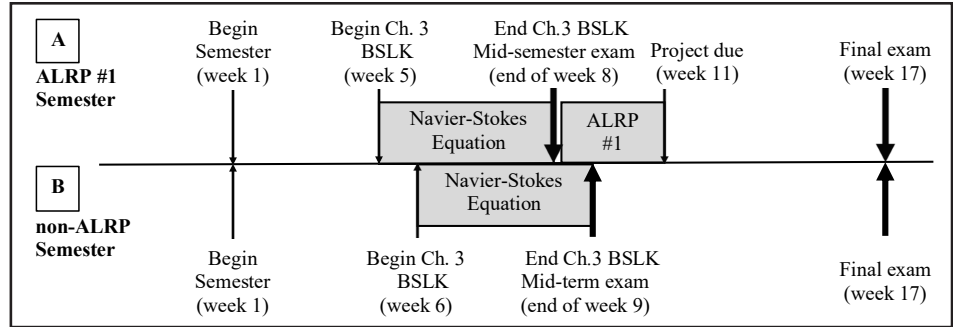 A
ALRP #1
Semester
Begin
Semester
(week 1)
Begin Ch. 3
BSLK
(week 5)
End Ch.3 BSLK
Mid-semester exam
(end of week 8)
Project due
(week 11)
Final exam
(week 17)
Navier-Stokes
Equation
ALRP
#1
B
non-ALRP
Semester
Navier-Stokes
Equation
Begin
Semester
(week 1)
Begin Ch. 3
BSLK
(week 6)
End Ch.3 BSLK
Mid-term exam
(end of week 9)
Final exam
(week 17)